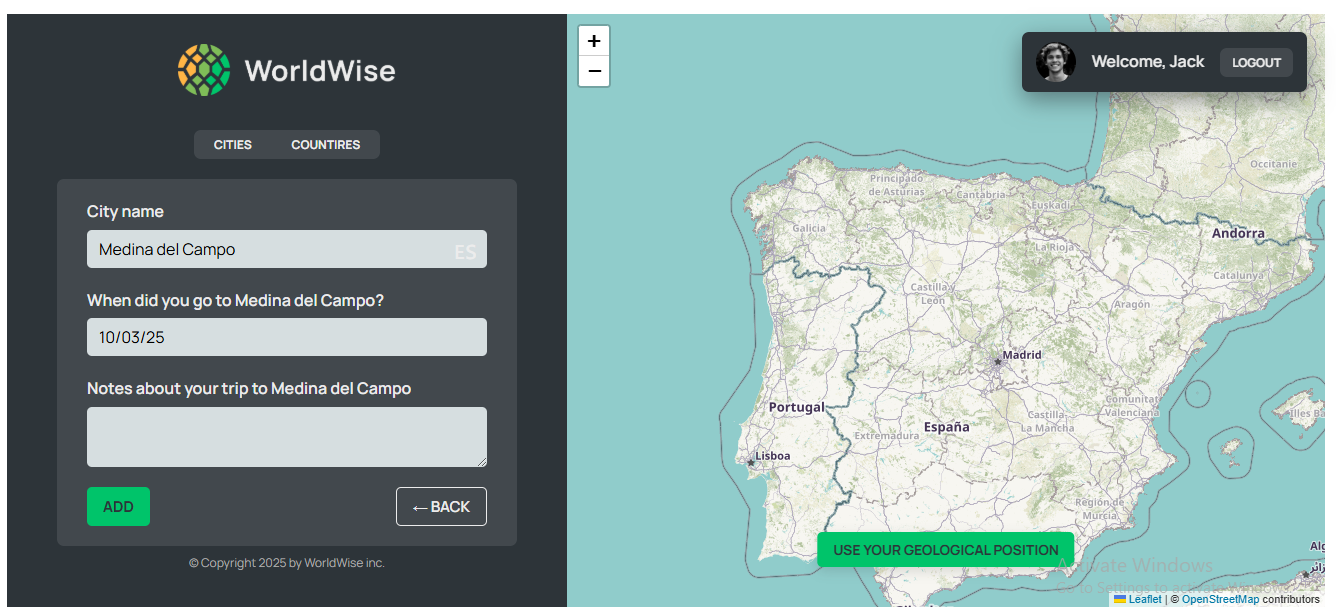 WorldWise
CITIES
COUNTIRES
City name
Medina del Campo
ES
When did you go to Medina del Campo?
10/03/25
Notes about your trip to Medina del Campo
ADD
← BACK
© Copyright 2025 by WorldWise inc.
+
−
Welcome, Jack
LOGOUT
Occitanie
Principado
de Asturias
Cantabria
Euskadi
Galicia
Andorra
La Rioja
Catalunya
Castilla y
León
Aragón
Madrid
Portugal
Comunitat
Valenciana
Castilla-
La Mancha
España
Extremadura
Lisboa
Región de
Murcia
USE YOUR GEOLOGICAL POSITION
Activate Windows
Go to Settings to activate Windows.
Leaflet | © OpenStreetMap contributors